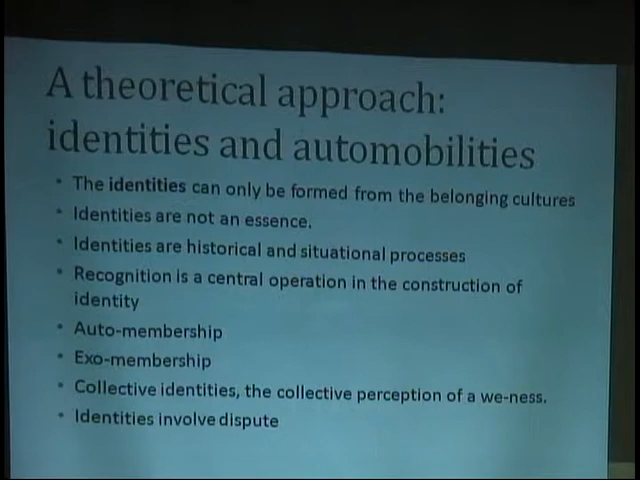 A theoretical approach:
identities and automobilities
• The identities can only be formed from the belonging cultures
• Identities are not an essence.
• Identities are historical and situational processes
• Recognition is a central operation in the construction of
identity
• Auto-membership
• Exo-membership
• Collective identities, the collective perception of a we-ness.
• Identities involve dispute